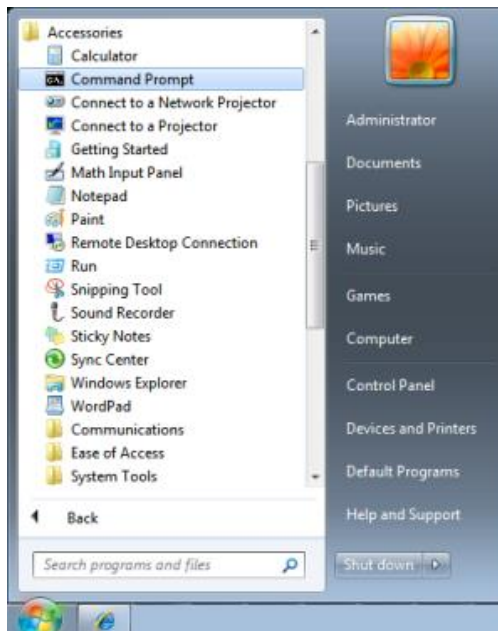 Accessories
Calculator
Command Prompt
Connect to a Network Projector
Connect to a Projector
Getting Started
Math Input Panel
Notepad
Paint
Remote Desktop Connection
Run
Snipping Tool
Sound Recorder
Sticky Notes
Sync Center
Windows Explorer
WordPad
Communications
Ease of Access
System Tools
Back
Search programs and files
Administrator
Documents
Pictures
Music
Games
Computer
Control Panel
Devices and Printers
Default Programs
Help and Support
Shut down